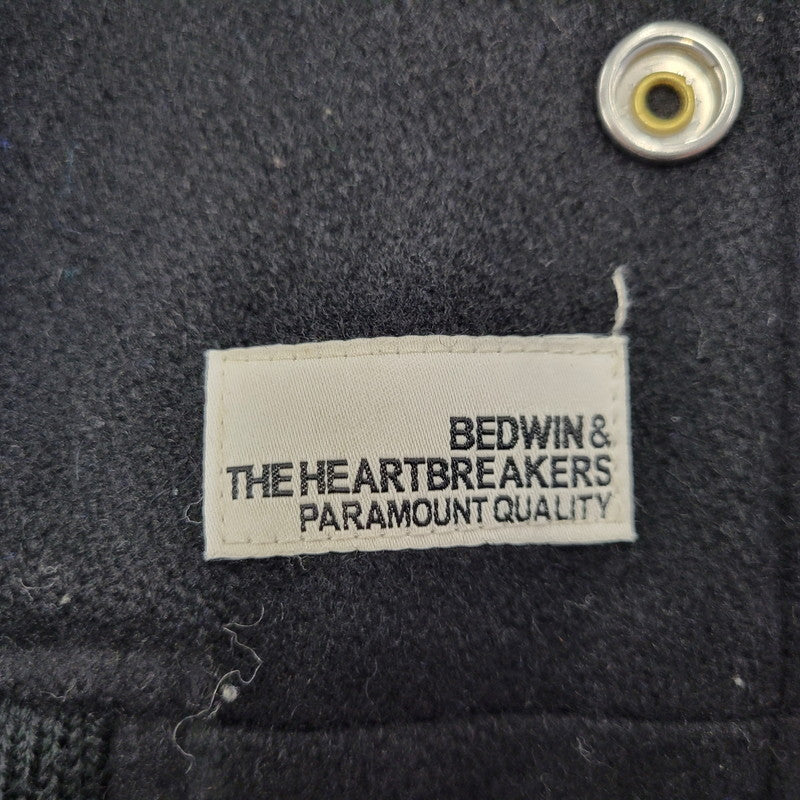 BEDWIN &
THE HEARTBREAKERS
PARAMOUNT QUALITY